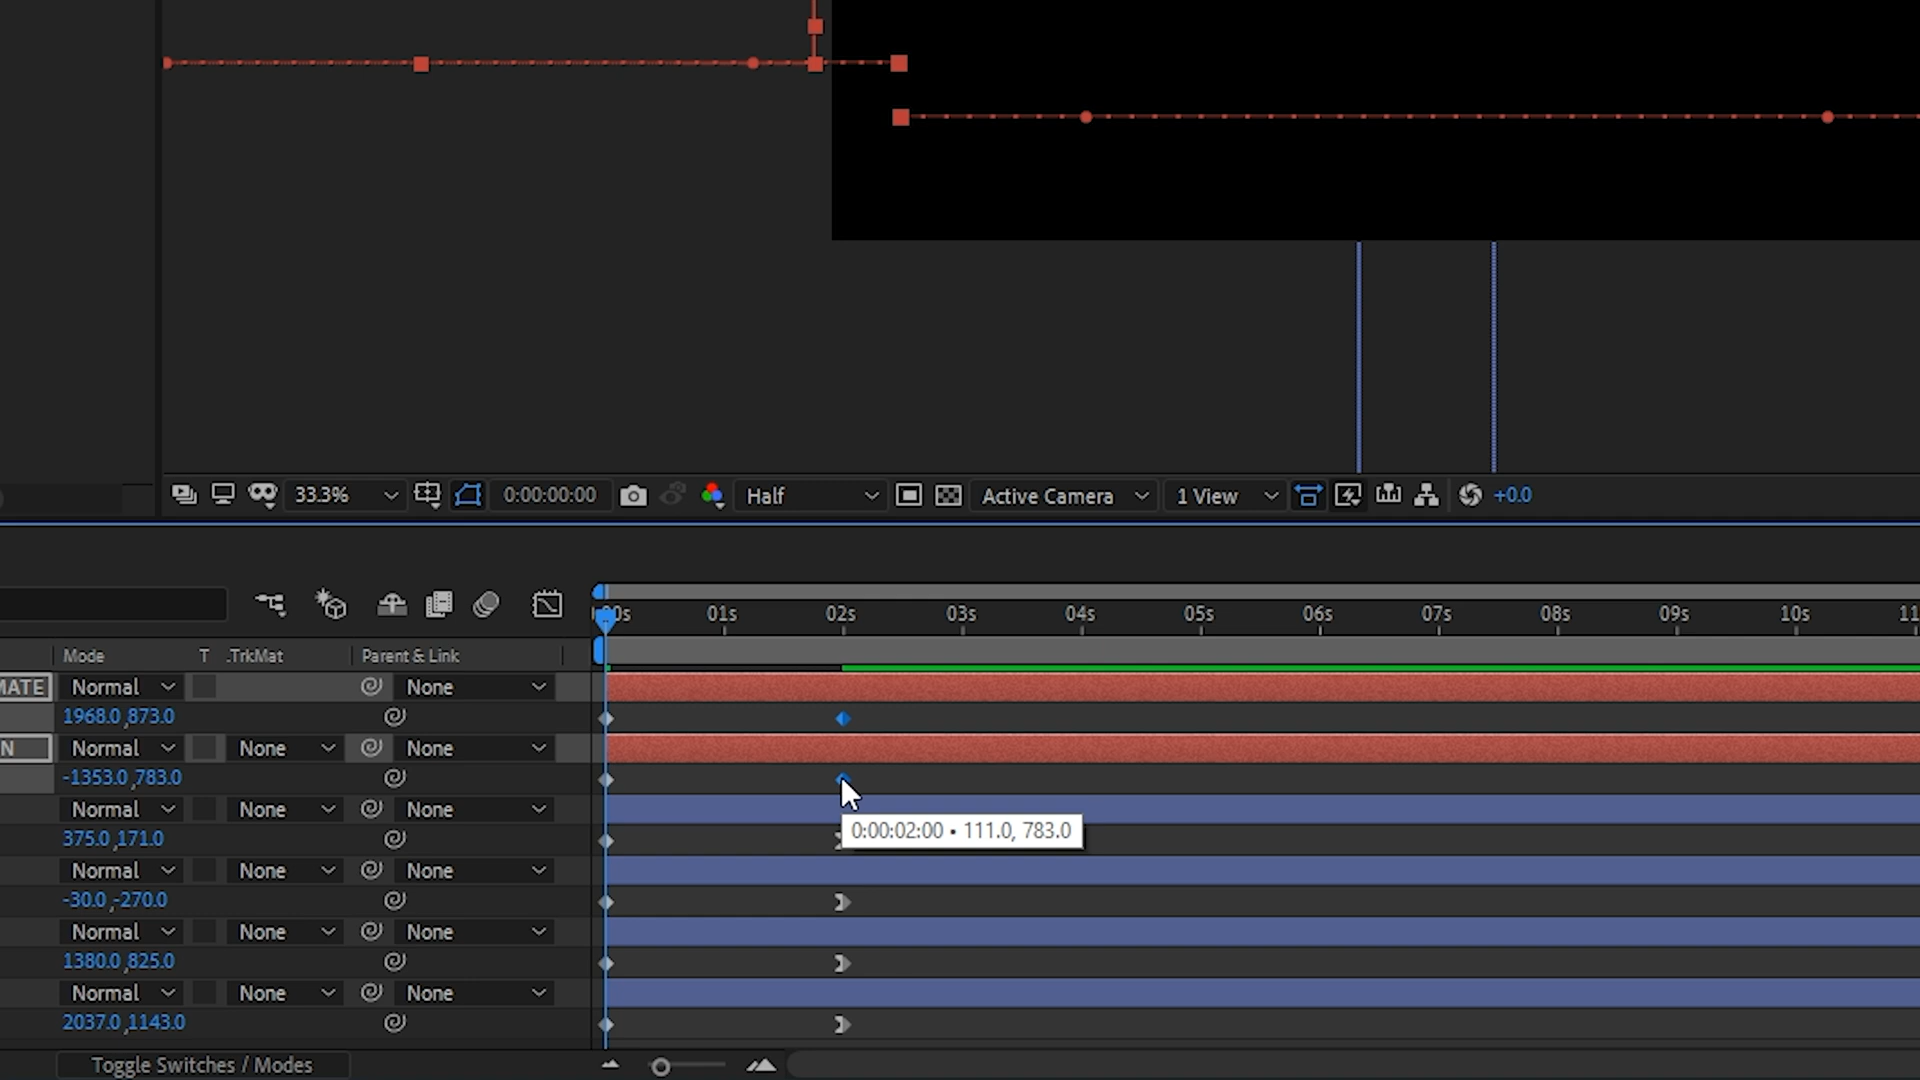 33.3%
0:00:00:00
Half
Active Camera
1 View
+0.0
00s 01s 02s 03s 04s 05s 06s 07s 08s 09s 10s 11
Mode T .TrkMat Parent & Link
MATE Normal None
1968.0,873.0
N Normal None None
-1353.0,783.0
Normal None None
0:00:02:00 • 111.0, 783.0
375.0,171.0
Normal None None
-30.0,-270.0
Normal None None
1380.0,825.0
Normal None None
2037.0,1143.0
Toggle Switches / Modes